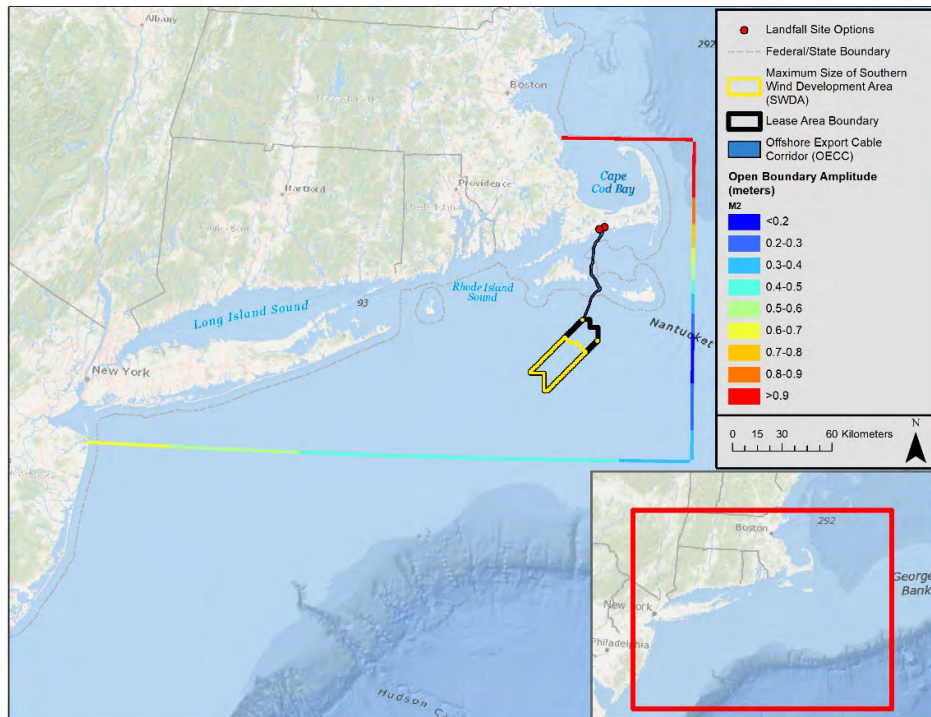 Albany
292
Boston
Cape
Cod Bay
Hartford
Providence
Rhode Island
Sound
93
Long Island Sound
Nantucket
New York
Hudson C.
Landfall Site Options
Federal/State Boundary
Maximum Size of Southern
Wind Development Area
(SWDA)
Lease Area Boundary
Offshore Export Cable
Corridor (OECC)
Open Boundary Amplitude
(meters)
M2
<0.2
0.2-0.3
0.3-0.4
0.4-0.5
0.5-0.6
0.6-0.7
0.7-0.8
0.8-0.9
>0.9
N
0 15 30 60 Kilometers
Boston
292
George
Bank
New York
Philadelphia